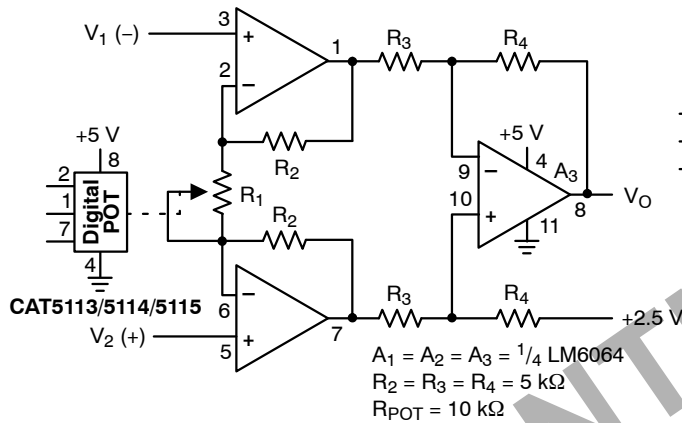 V1 (–)
3
+
2
–
1
R3
R4
R2
+5 V
8
2
1
7
Digital
POT
4
R1
+5 V
4
A3
9
–
10
+
8
VO
11
R2
CAT5113/5114/5115
6
–
5
+
7
V2 (+)
R3
R4
+2.5 V
A1 = A2 = A3 = 1/4 LM6064
R2 = R3 = R4 = 5 kΩ
RPOT = 10 kΩ